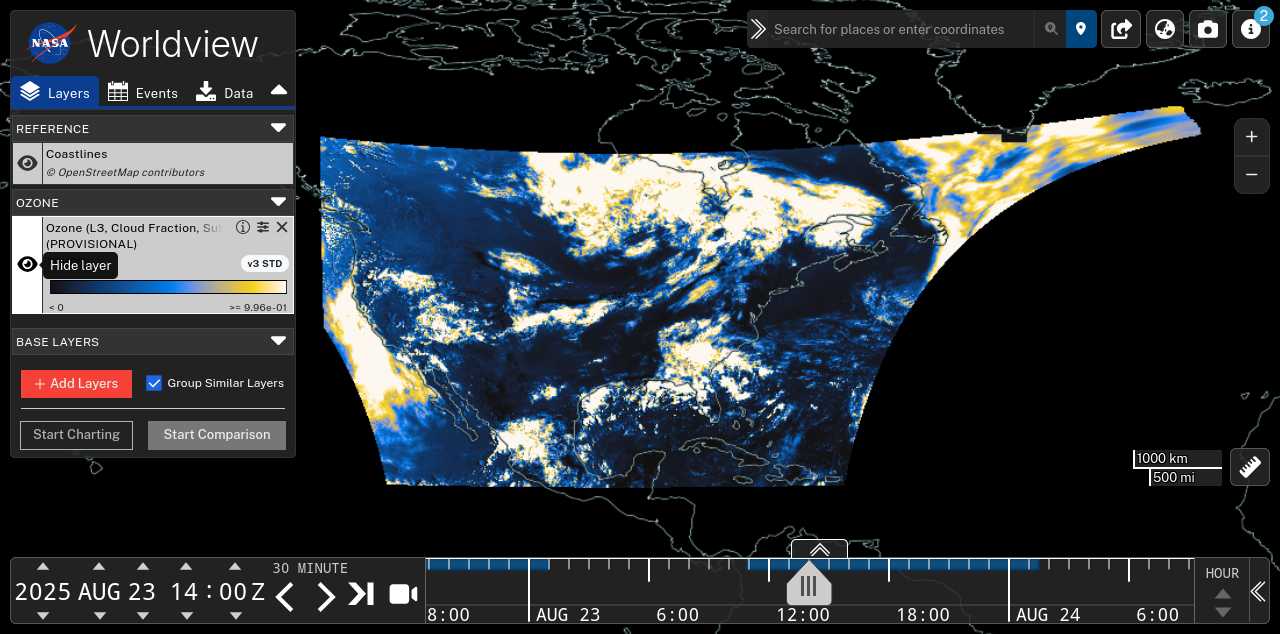 NASA Worldview
Search for places or enter coordinates
2
Layers
Events
Data
REFERENCE
Coastlines
© OpenStreetMap contributors
OZONE
Ozone (L3, Cloud Fraction, Su
(PROVISIONAL)
Hide layer
v3 STD
< 0
>= 9.96e-01
BASE LAYERS
+ Add Layers
Group Similar Layers
Start Charting
Start Comparison
+
−
1000 km
500 mi
2025 AUG 23 14 : 00 Z
30 MINUTE
8:00
AUG 23
6:00
12:00
18:00
AUG 24
6:00
HOUR